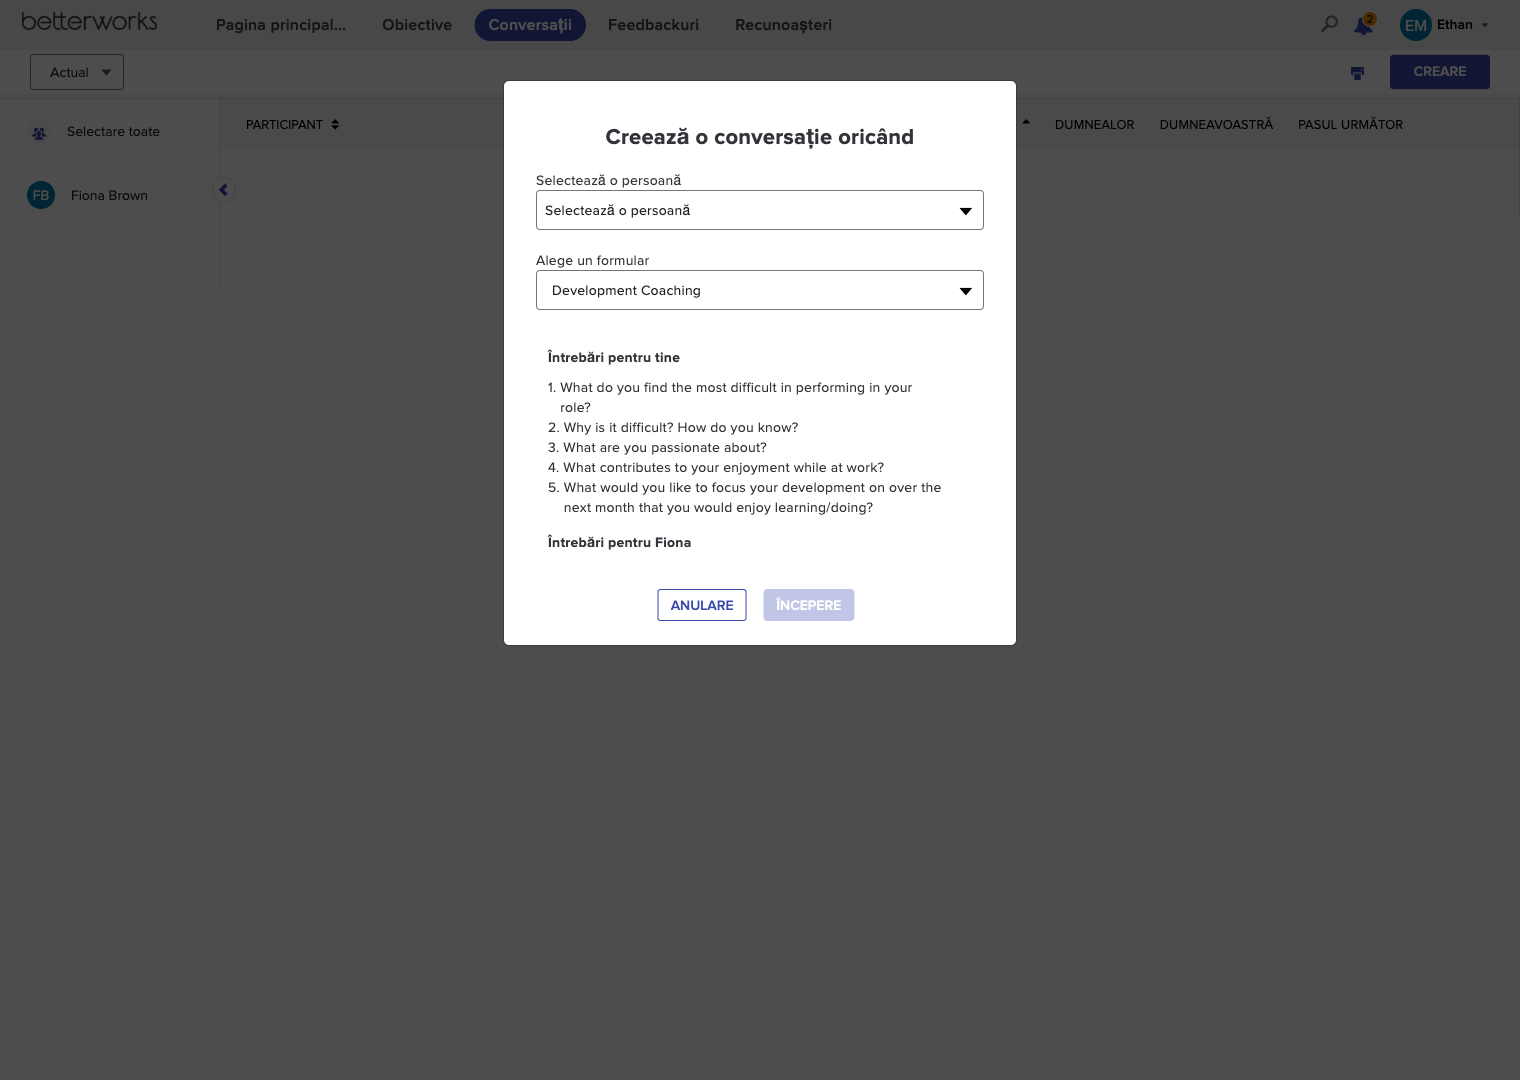 betterworks
Pagina principal...
Obiective
Conversații
Feedbackuri
Recunoașteri
2
EM
Ethan
Actual
CREARE
Selectare toate
FB
Fiona Brown
PARTICIPANT
DUMNEALOR
DUMNEAVOASTRĂ
PASUL URMĂTOR
Creează o conversație oricând
Selectează o persoană
Selectează o persoană
Alege un formular
Development Coaching
Întrebări pentru tine
1. What do you find the most difficult in performing in your
role?
2. Why is it difficult? How do you know?
3. What are you passionate about?
4. What contributes to your enjoyment while at work?
5. What would you like to focus your development on over the
next month that you would enjoy learning/doing?
Întrebări pentru Fiona
ANULARE
ÎNCEPERE